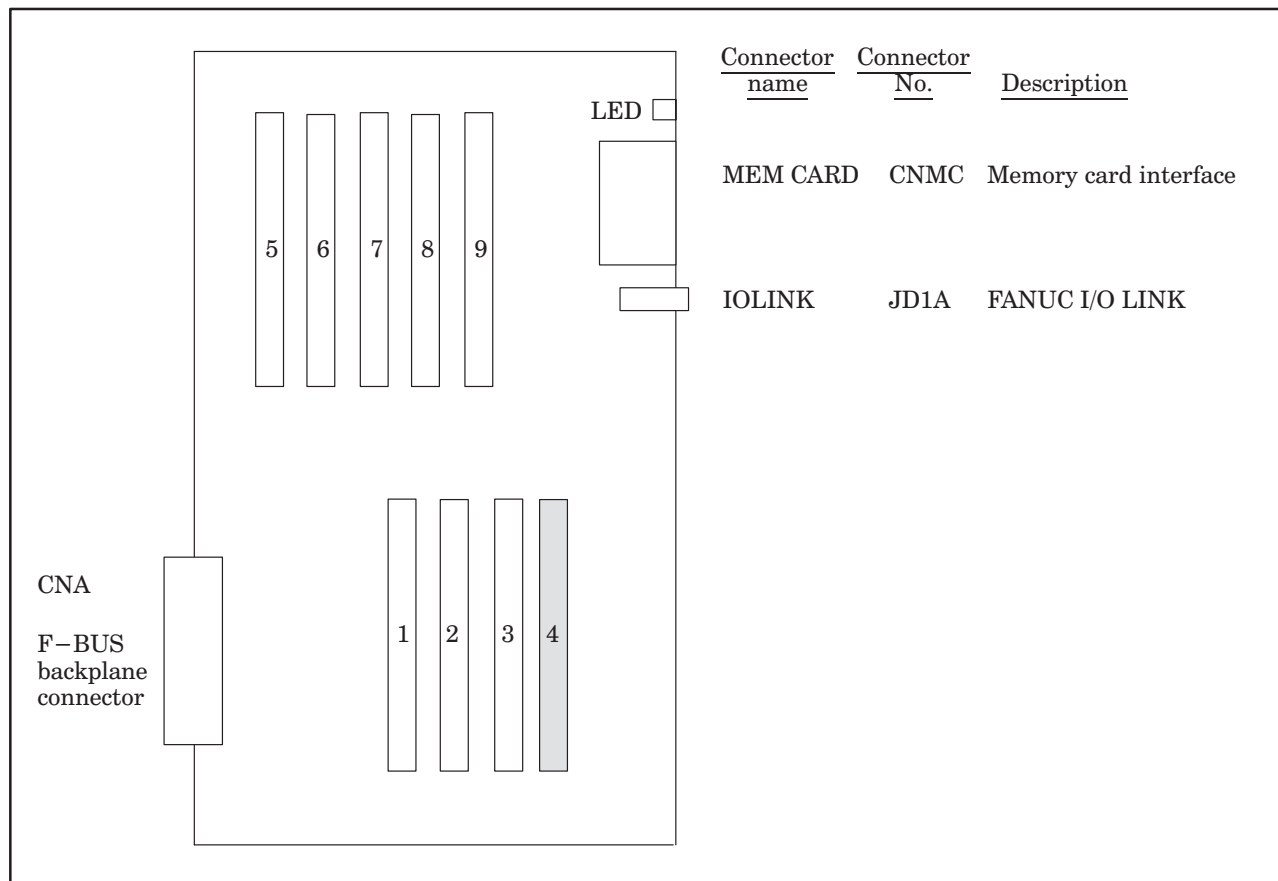 Connector Connector
name No. Description
LED
MEM CARD CNMC Memory card interface
5 6 7 8 9
IOLINK JD1A FANUC I/O LINK
CNA
F−BUS
backplane
connector
1 2 3 4